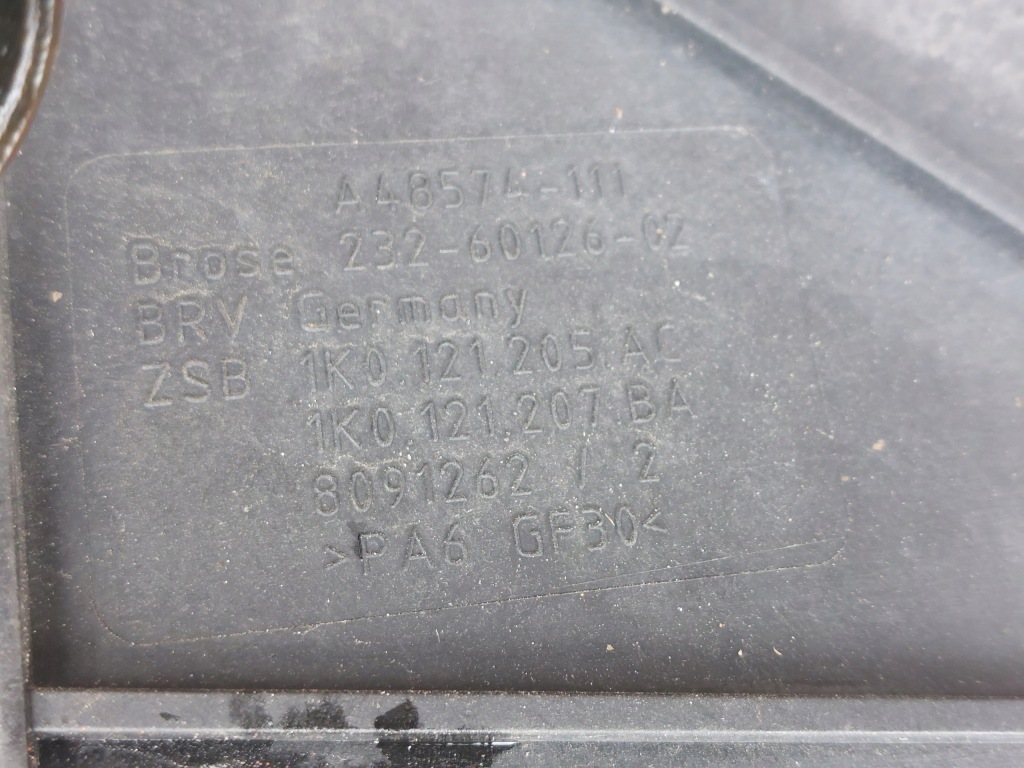 A48574-111
Brose 232-60126-02
BRV Germany
ZSB 1K0.121.205.AC
1K0.121.207.BA
8091262 / 2
>PA6 GF30<